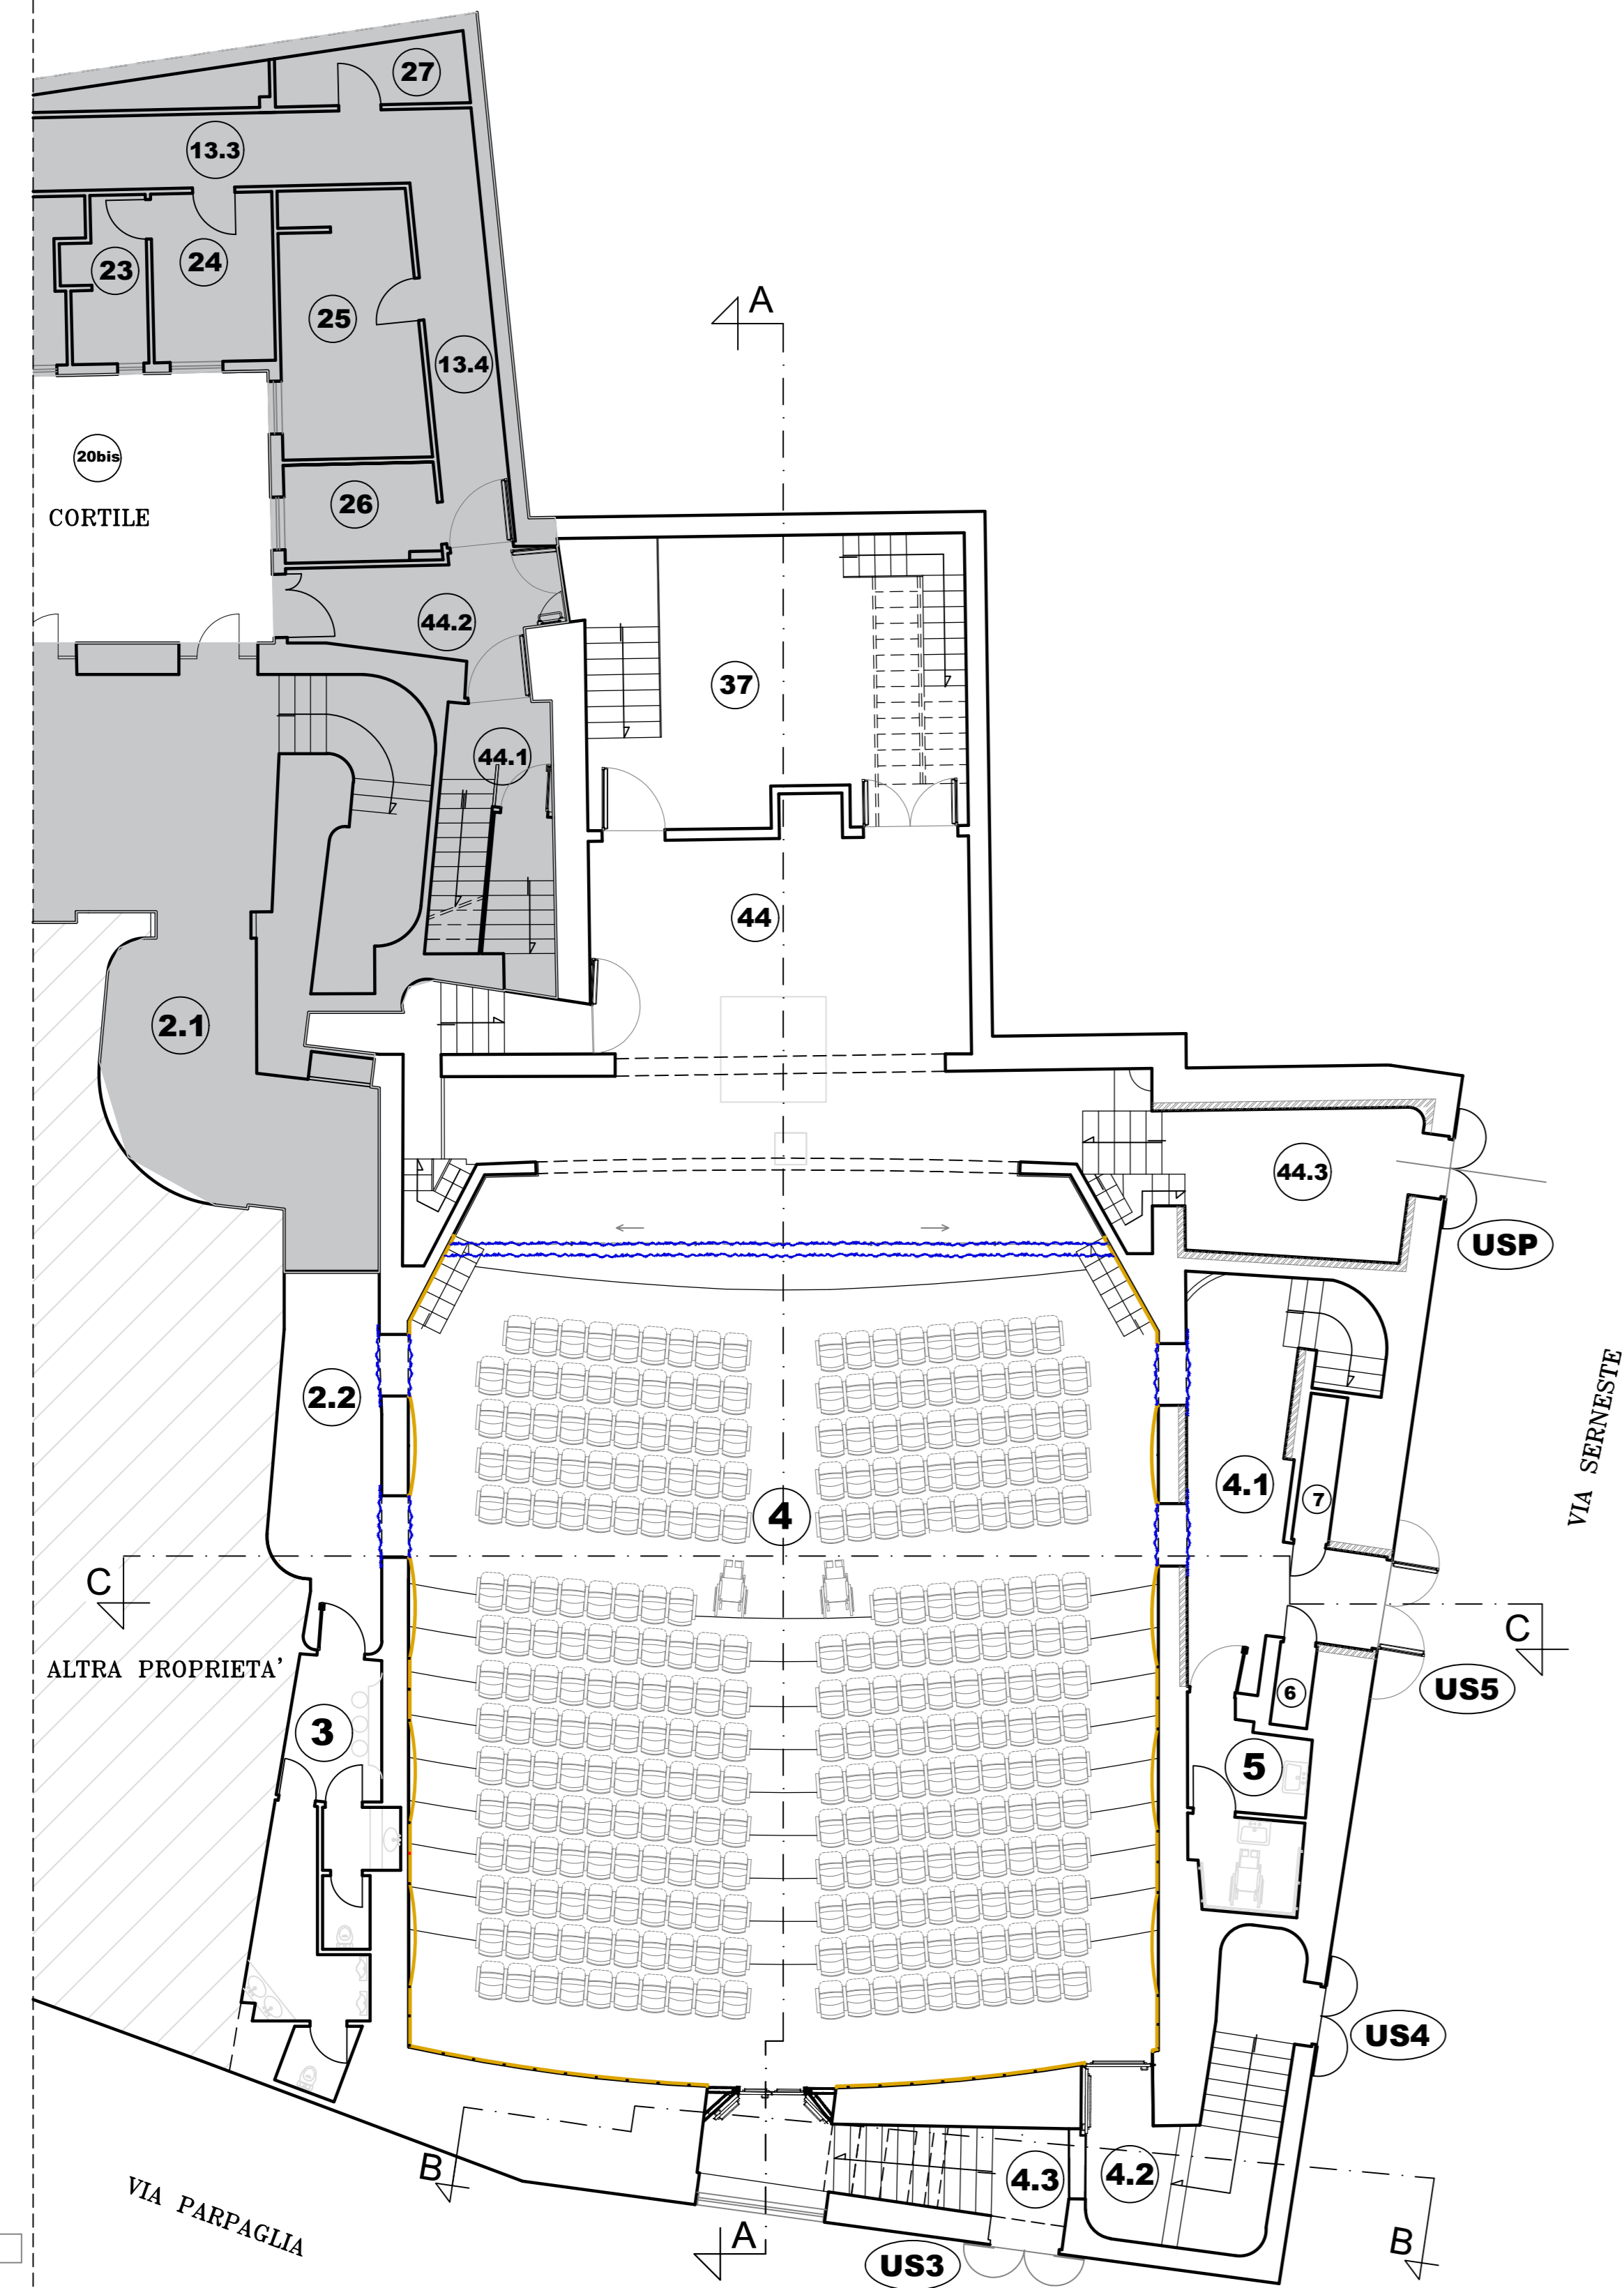 27
13.3
23
24
25
13.4
A
20bis
CORTILE
26
44.2
37
44.1
44
2.1
44.3
USP
2.2
VIA SERNESTE
4.1
7
4
C
C
ALTRA PROPRIETA'
6
US5
3
5
US4
B
4.3
4.2
VIA PARPAGLIA
A
B
US3